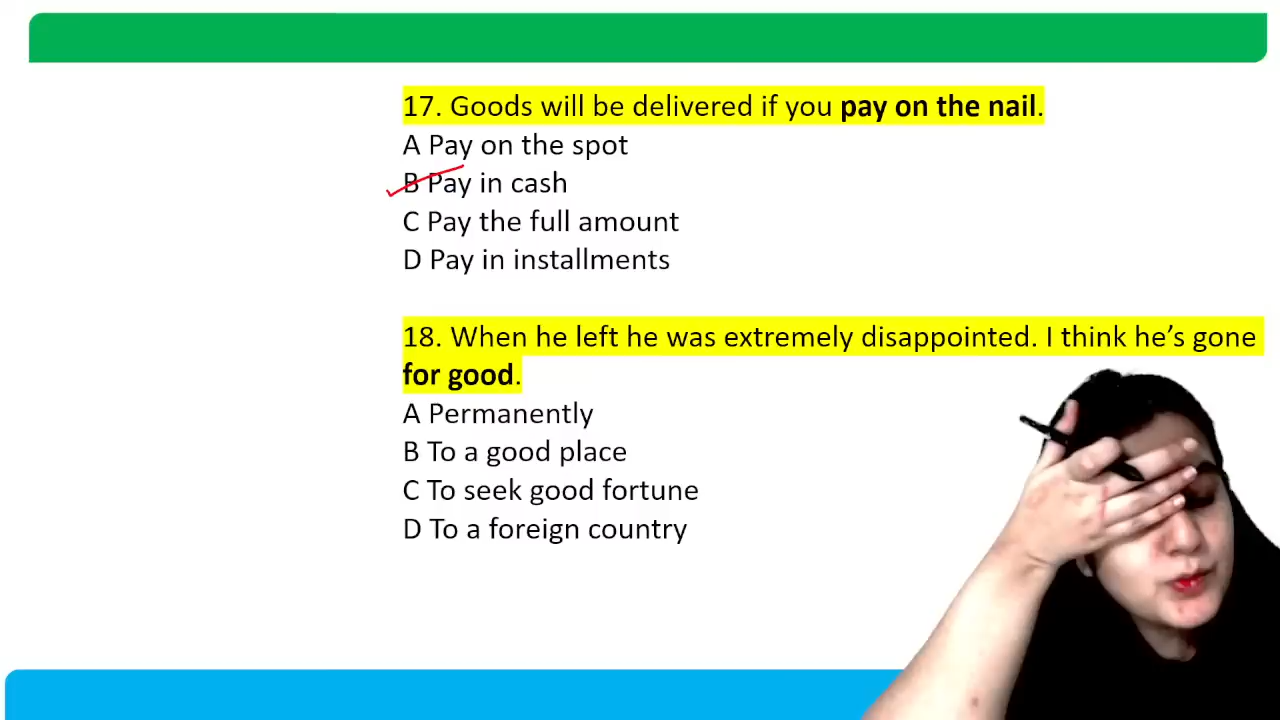 17. Goods will be delivered if you pay on the nail.
A Pay on the spot
B Pay in cash
C Pay the full amount
D Pay in installments
18. When he left he was extremely disappointed. I think he’s gone
for good.
A Permanently
B To a good place
C To seek good fortune
D To a foreign country